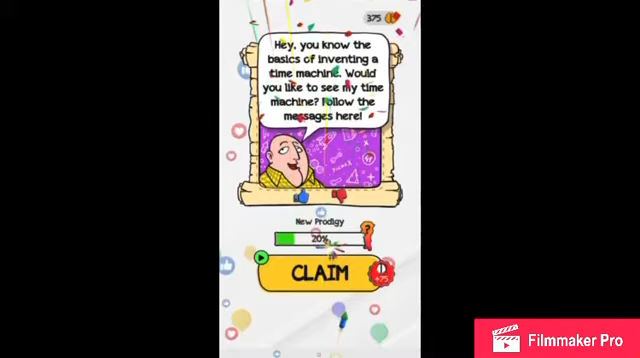 375
Hey, you know the
basics of inventing a
time machine. Would
you like to see my time
machine? Follow the
messages here!
New Prodigy
20%
?
CLAIM
+75
Filmmaker Pro